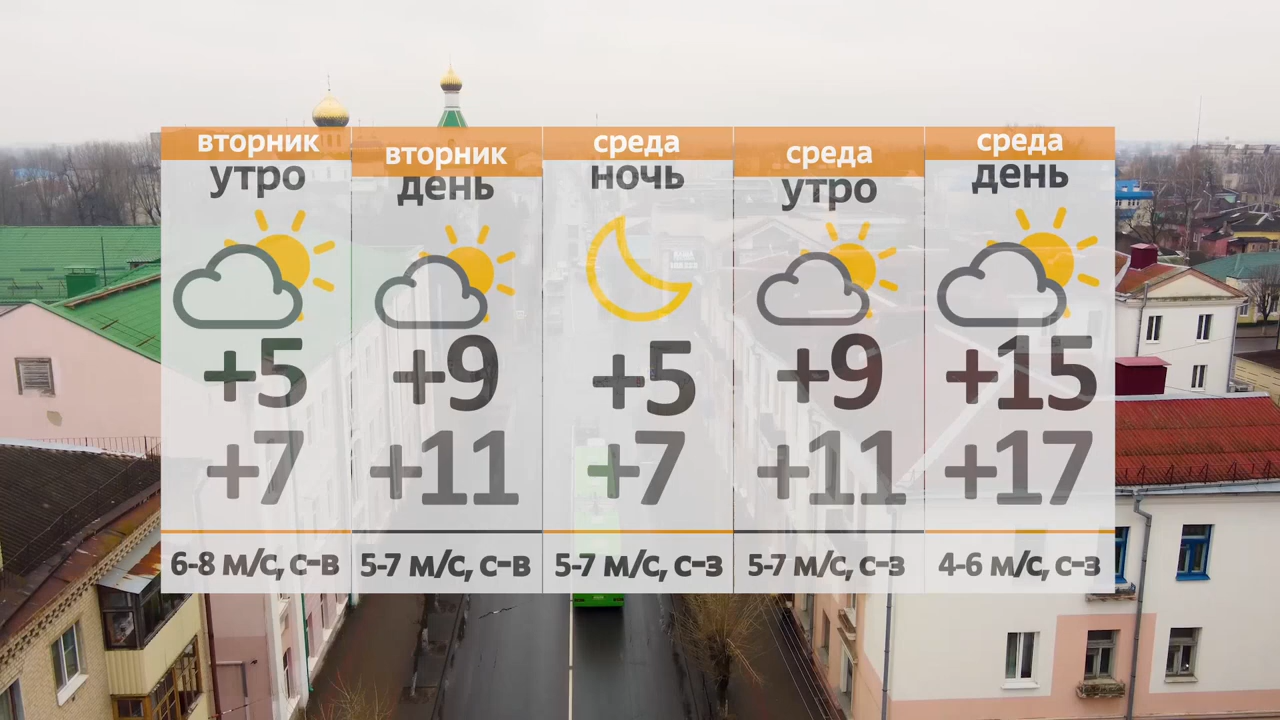 вторник
утро
+5
+7
6-8 м/с, с-в
вторник
день
+9
+11
5-7 м/с, с-в
среда
ночь
+5
+7
5-7 м/с, с-з
среда
утро
+9
+11
5-7 м/с, с-з
среда
день
+15
+17
4-6 м/с, с-з